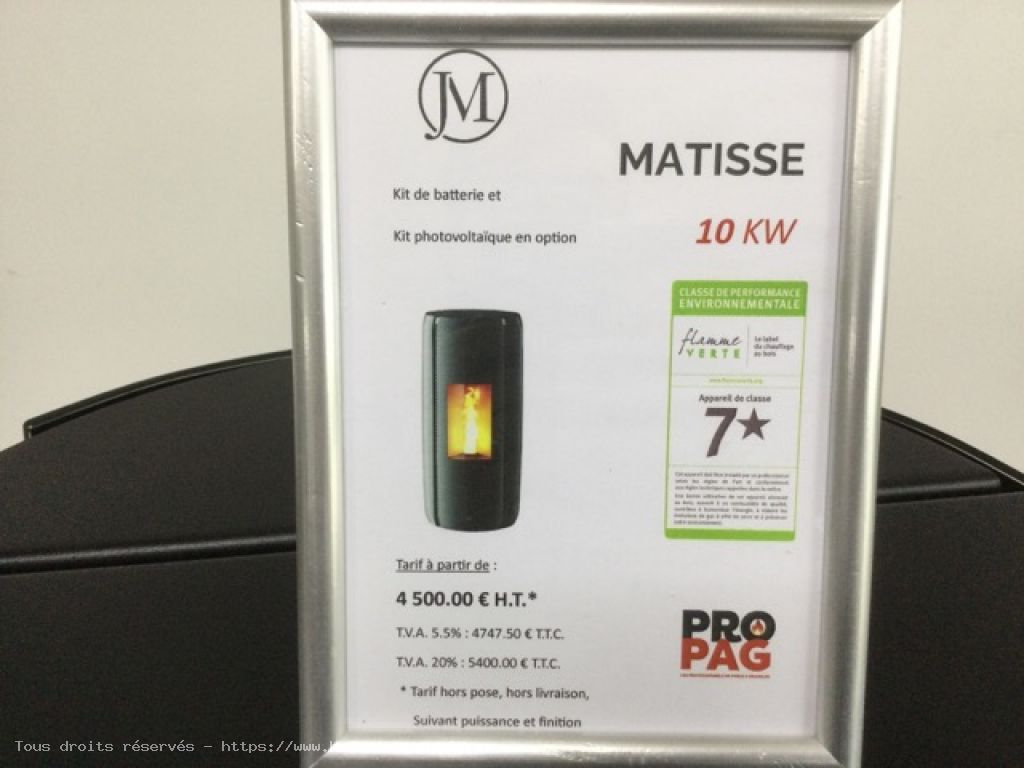 JM
MATISSE
Kit de batterie et
Kit photovoltaïque en option
10 KW
CLASSE DE PERFORMANCE
ENVIRONNEMENTALE
flamme
VERTE
Le label
du chauffage
au bois
www.flammeverte.org
Appareil de classe
7★
Tarif à partir de :
4 500.00 € H.T.*
T.V.A. 5.5% : 4747.50 € T.T.C.
T.V.A. 20% : 5400.00 € T.T.C.
* Tarif hors pose, hors livraison,
Suivant puissance et finition
PRO
PAG
Tous droits réservés - https://www.